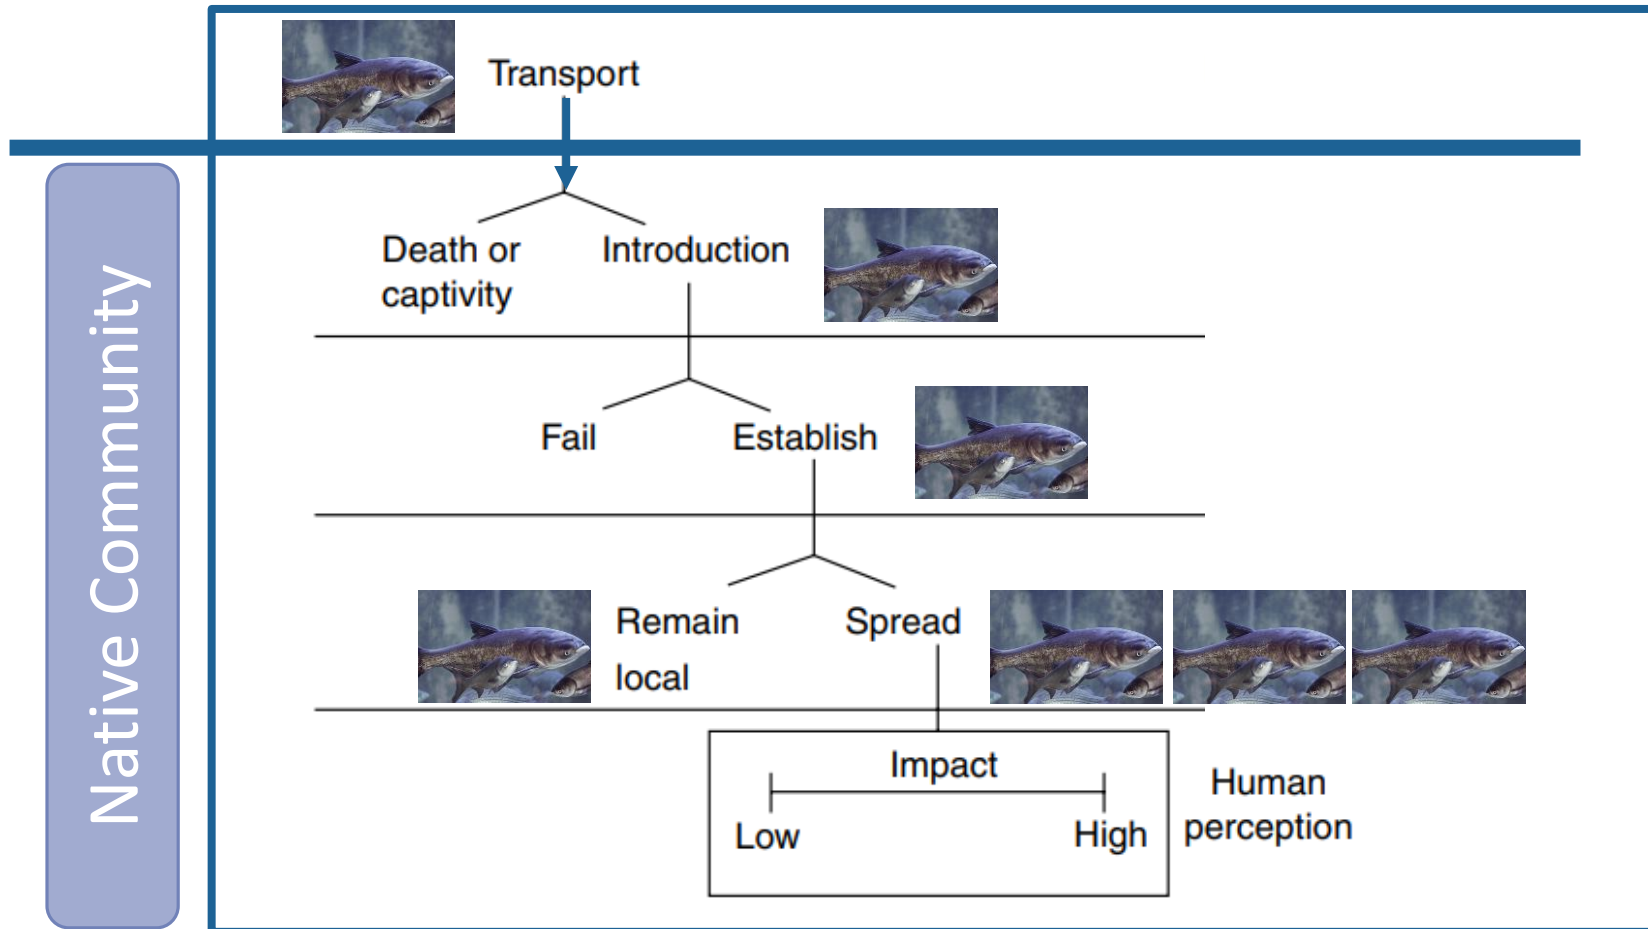 Transport
Native Community
Death or
captivity
Introduction
Fail
Establish
Remain
local
Spread
Impact
Low
High
Human
perception